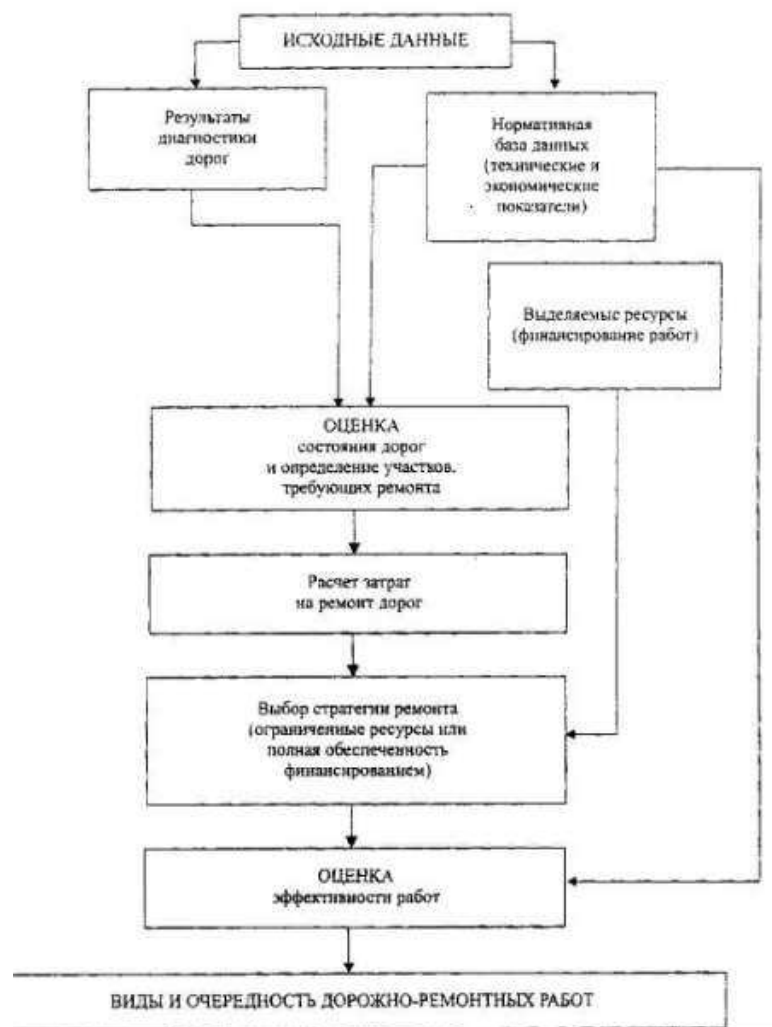 ИСХОДНЫЕ ДАННЫЕ
Результаты
диагностики
дорог
Нормативная
база данных
(технические и
экономические
показатели)
Выделяемые ресурсы
(финансирование работ)
ОЦЕНКА
состояния дорог
и определение участков,
требующих ремонта
Расчет затрат
на ремонт дорог
Выбор стратегии ремонта
(ограниченные ресурсы или
полная обеспеченность
финансированием)
ОЦЕНКА
эффективности работ
ВИДЫ И ОЧЕРЕДНОСТЬ ДОРОЖНО-РЕМОНТНЫХ РАБОТ